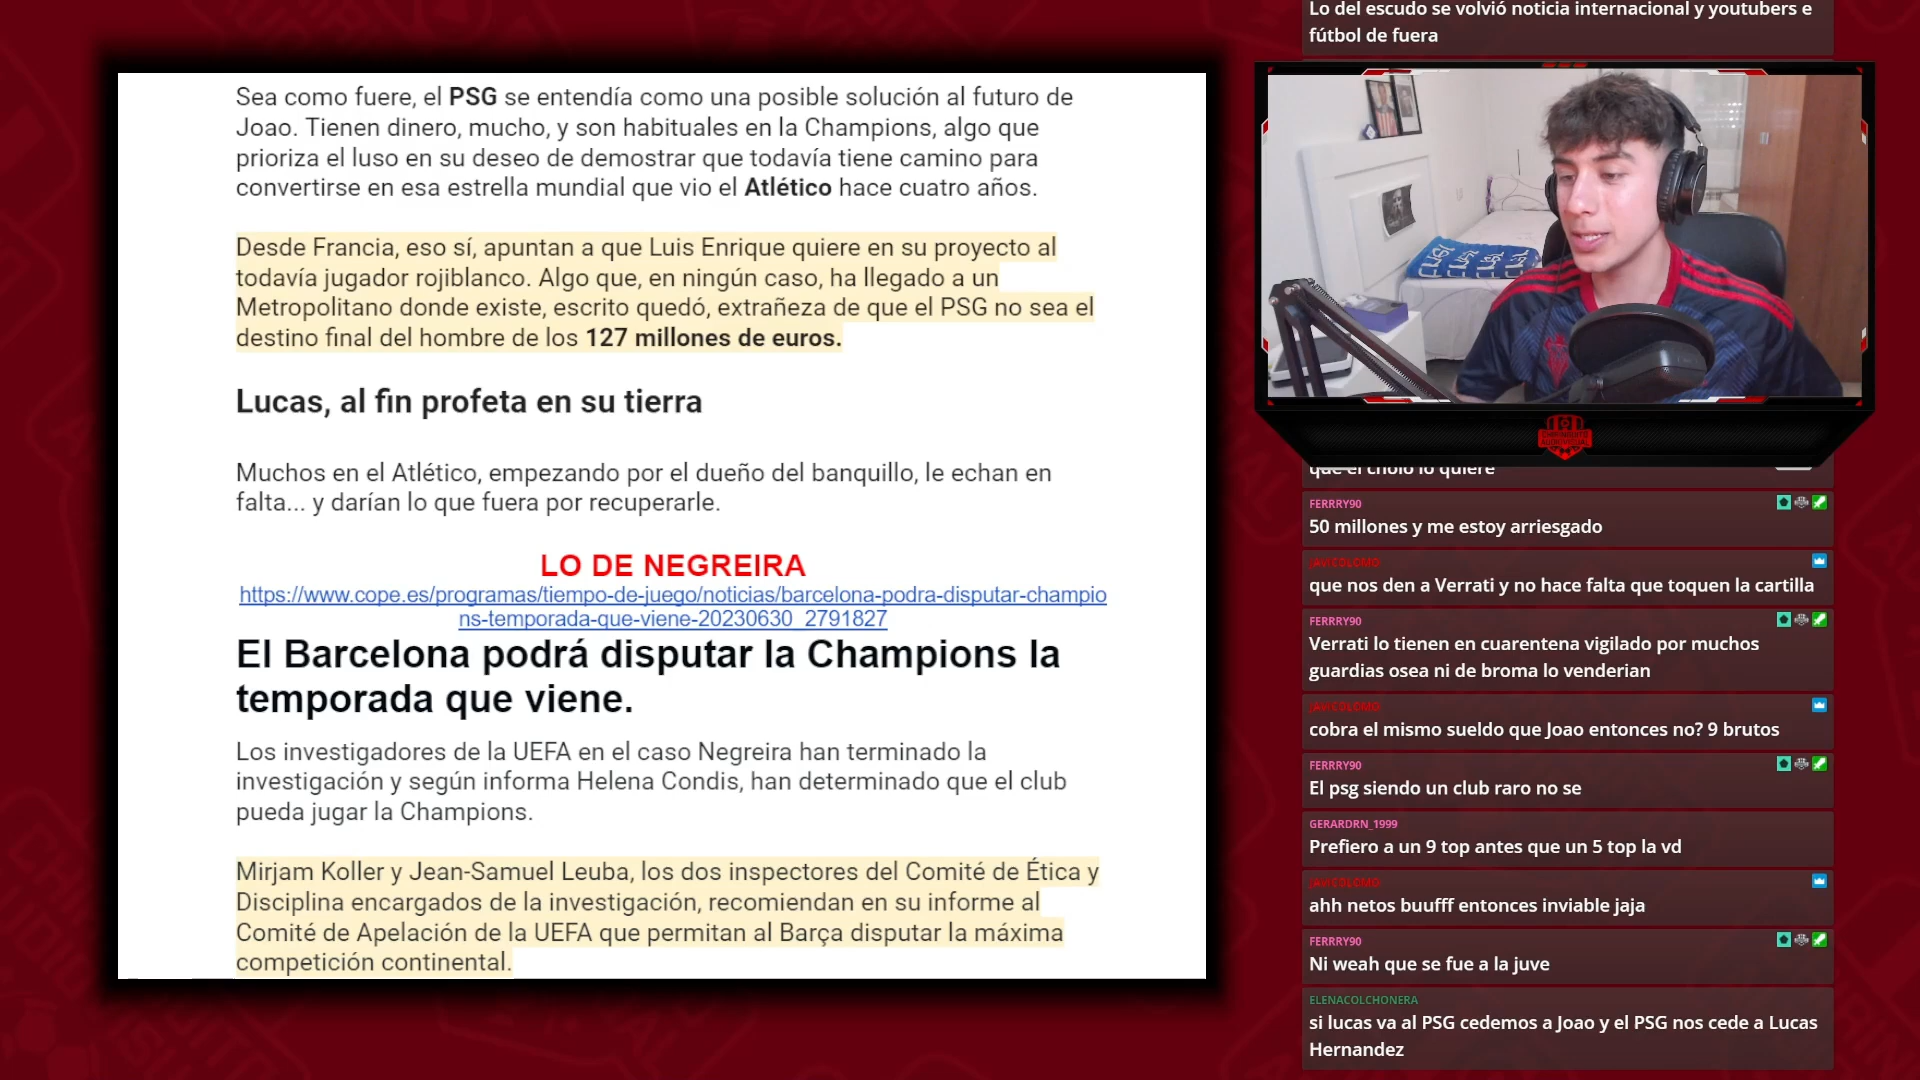 Sea como fuere, el PSG se entendía como una posible solución al futuro de
Joao. Tienen dinero, mucho, y son habituales en la Champions, algo que
prioriza el luso en su deseo de demostrar que todavía tiene camino para
convertirse en esa estrella mundial que vio el Atlético hace cuatro años.
Desde Francia, eso sí, apuntan a que Luis Enrique quiere en su proyecto al
todavía jugador rojiblanco. Algo que, en ningún caso, ha llegado a un
Metropolitano donde existe, escrito quedó, extrañeza de que el PSG no sea el
destino final del hombre de los 127 millones de euros.
Lucas, al fin profeta en su tierra
Muchos en el Atlético, empezando por el dueño del banquillo, le echan en
falta... y darían lo que fuera por recuperarle.
LO DE NEGREIRA
https://www.cope.es/programas/tiempo-de-juego/noticias/barcelona-podra-disputar-champio
ns-temporada-que-viene-20230630_2791827
El Barcelona podrá disputar la Champions la
temporada que viene.
Los investigadores de la UEFA en el caso Negreira han terminado la
investigación y según informa Helena Condis, han determinado que el club
pueda jugar la Champions.
Mirjam Koller y Jean-Samuel Leuba, los dos inspectores del Comité de Ética y
Disciplina encargados de la investigación, recomiendan en su informe al
Comité de Apelación de la UEFA que permitan al Barça disputar la máxima
competición continental.
Lo del escudo se volvió noticia internacional y youtubers e
fútbol de fuera
que el cholo lo quiere
FERRRY90
50 millones y me estoy arriesgado
JAVICOLOMO
que nos den a Verrati y no hace falta que toquen la cartilla
FERRRY90
Verrati lo tienen en cuarentena vigilado por muchos
guardias osea ni de broma lo venderian
JAVICOLOMO
cobra el mismo sueldo que Joao entonces no? 9 brutos
FERRRY90
El psg siendo un club raro no se
GERARDRN_1999
Prefiero a un 9 top antes que un 5 top la vd
JAVICOLOMO
ahh netos buufff entonces inviable jaja
FERRRY90
Ni weah que se fue a la juve
ELENACOLCHONERA
si lucas va al PSG cedemos a Joao y el PSG nos cede a Lucas
Hernandez